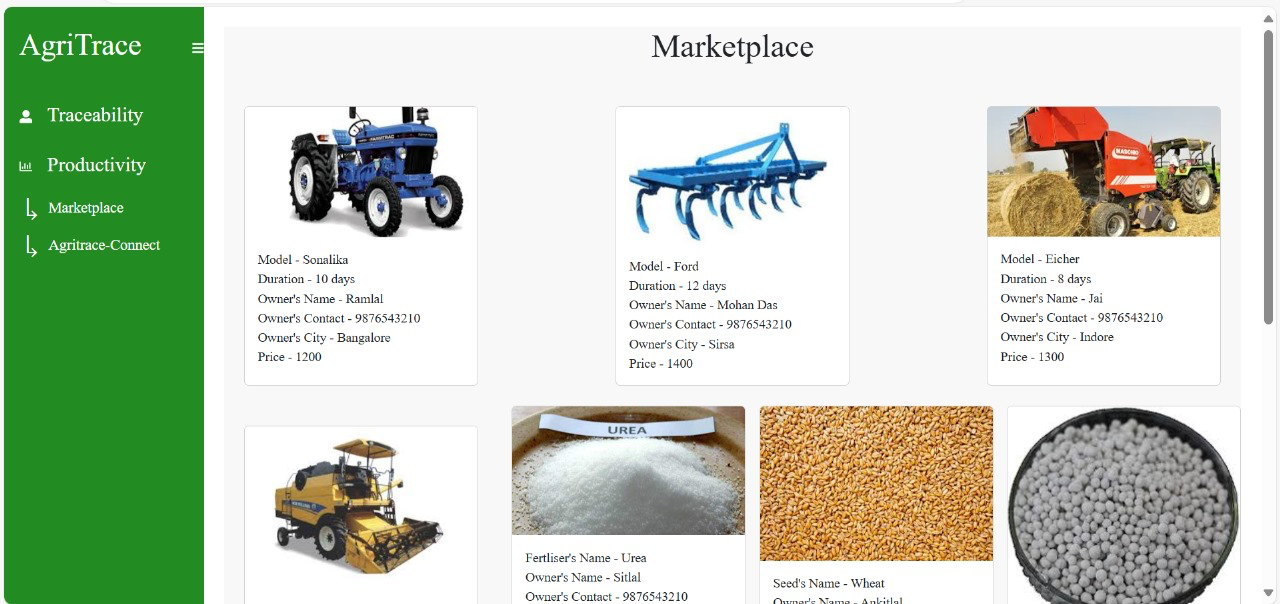 AgriTrace
Traceability
Productivity
Marketplace
Agritrace-Connect
Marketplace
Model - Sonalika
Duration - 10 days
Owner's Name - Ramlal
Owner's Contact - 9876543210
Owner's City - Bangalore
Price - 1200
Model - Ford
Duration - 12 days
Owner's Name - Mohan Das
Owner's Contact - 9876543210
Owner's City - Sirsa
Price - 1400
MASCHIO
Model - Eicher
Duration - 8 days
Owner's Name - Jai
Owner's Contact - 9876543210
Owner's City - Indore
Price - 1300
UREA
Fertliser's Name - Urea
Owner's Name - Sitlal
Owner's Contact - 9876543210
Seed's Name - Wheat
Owner's Name - Ankitlal